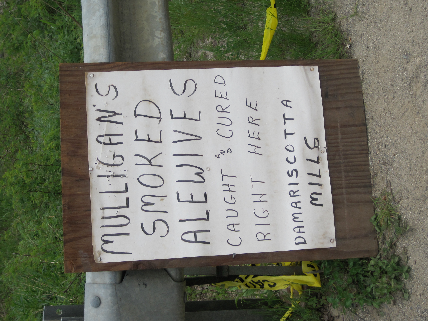 MULLIGAN'S
SMOKED
ALEWIVES
CAUGHT & CURED
RIGHT HERE
DAMARISCOTTA
MILLS